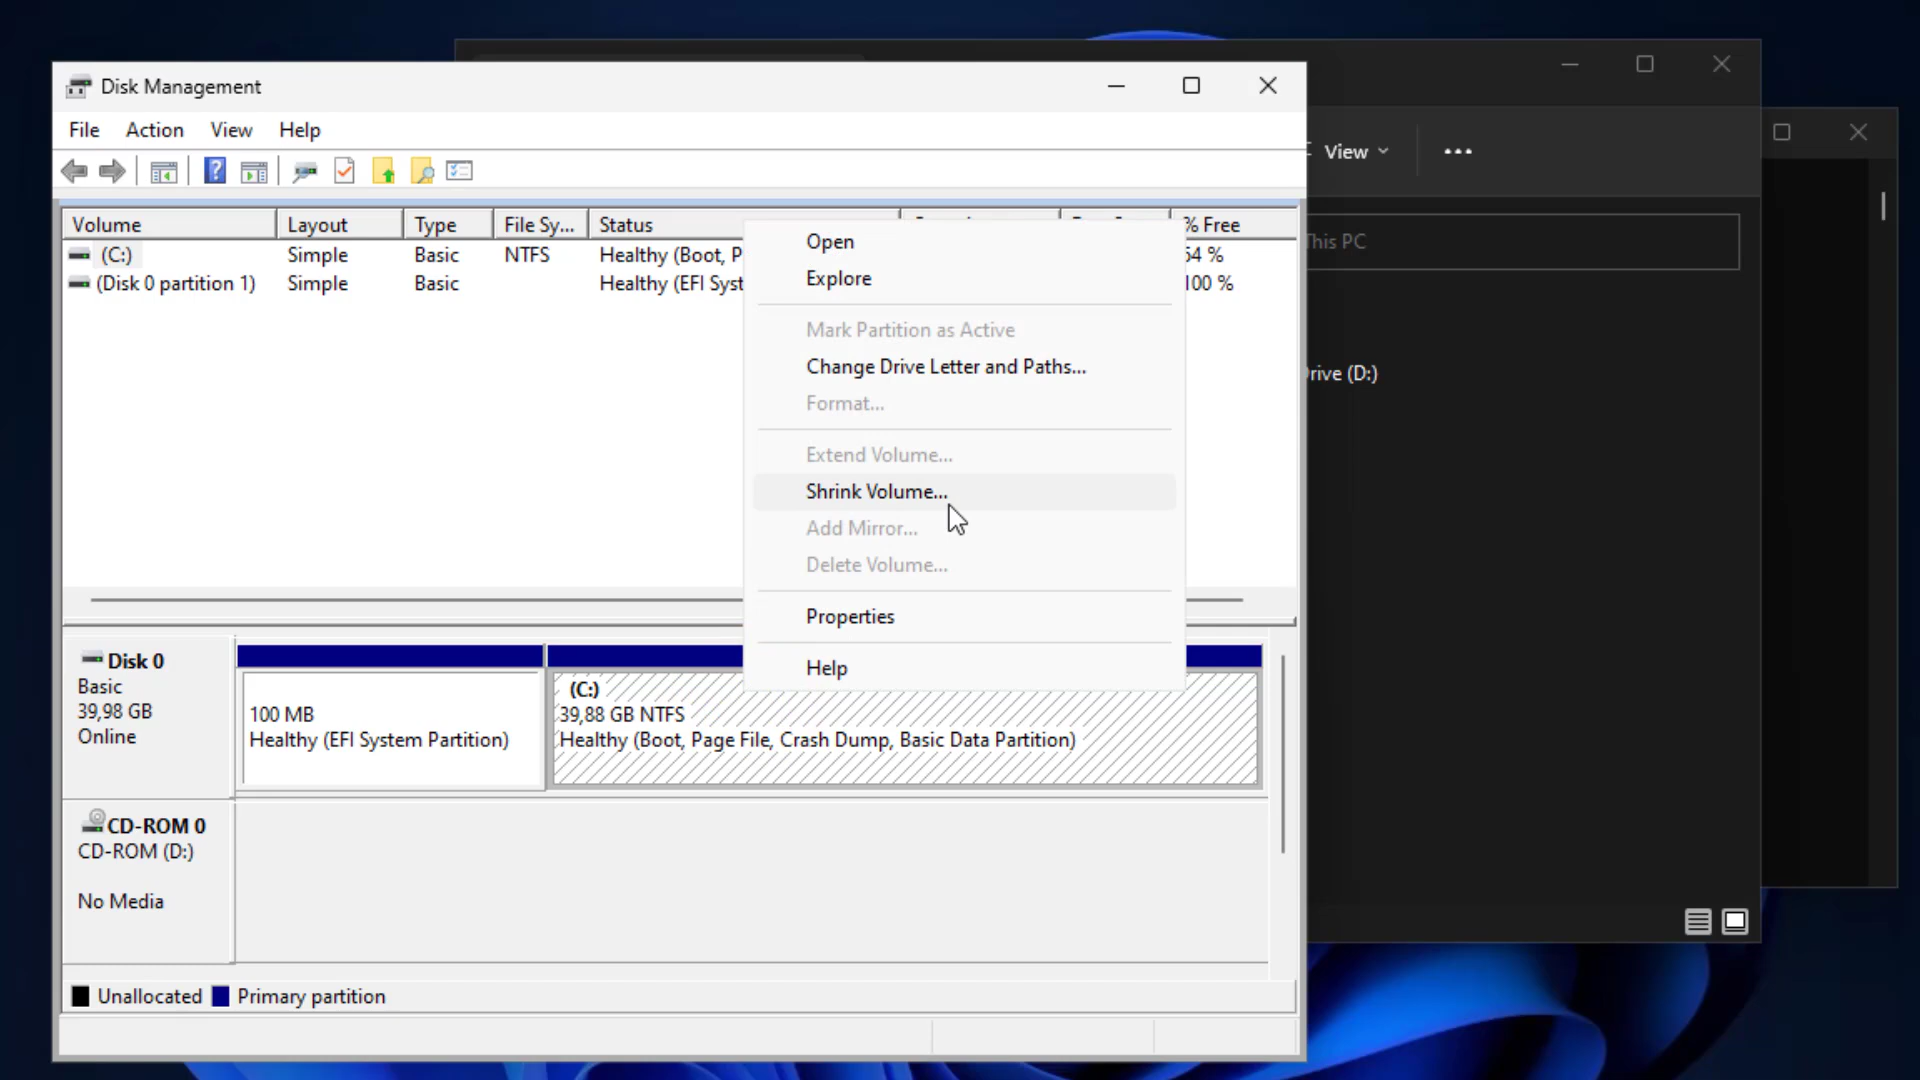 Disk Management
File Action View Help
View
Volume Layout Type File Sy... Status % Free
(C:) Simple Basic NTFS Healthy (Boot, P 54 %
(Disk 0 partition 1) Simple Basic Healthy (EFI Syst 100 %
This PC
Drive (D:)
Open
Explore
Mark Partition as Active
Change Drive Letter and Paths...
Format...
Extend Volume...
Shrink Volume...
Add Mirror...
Delete Volume...
Properties
Help
Disk 0
Basic
39,98 GB
Online
100 MB
Healthy (EFI System Partition)
(C:)
39,88 GB NTFS
Healthy (Boot, Page File, Crash Dump, Basic Data Partition)
CD-ROM 0
CD-ROM (D:)
No Media
Unallocated Primary partition